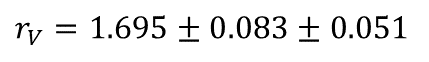 r_V = 1.695 ± 0.083 ± 0.051